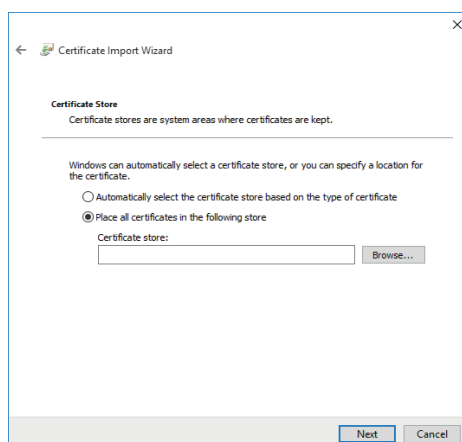 Certificate Import Wizard
Certificate Store
Certificate stores are system areas where certificates are kept.
Windows can automatically select a certificate store, or you can specify a location for
the certificate.
Automatically select the certificate store based on the type of certificate
Place all certificates in the following store
Certificate store:
Browse...
Next Cancel